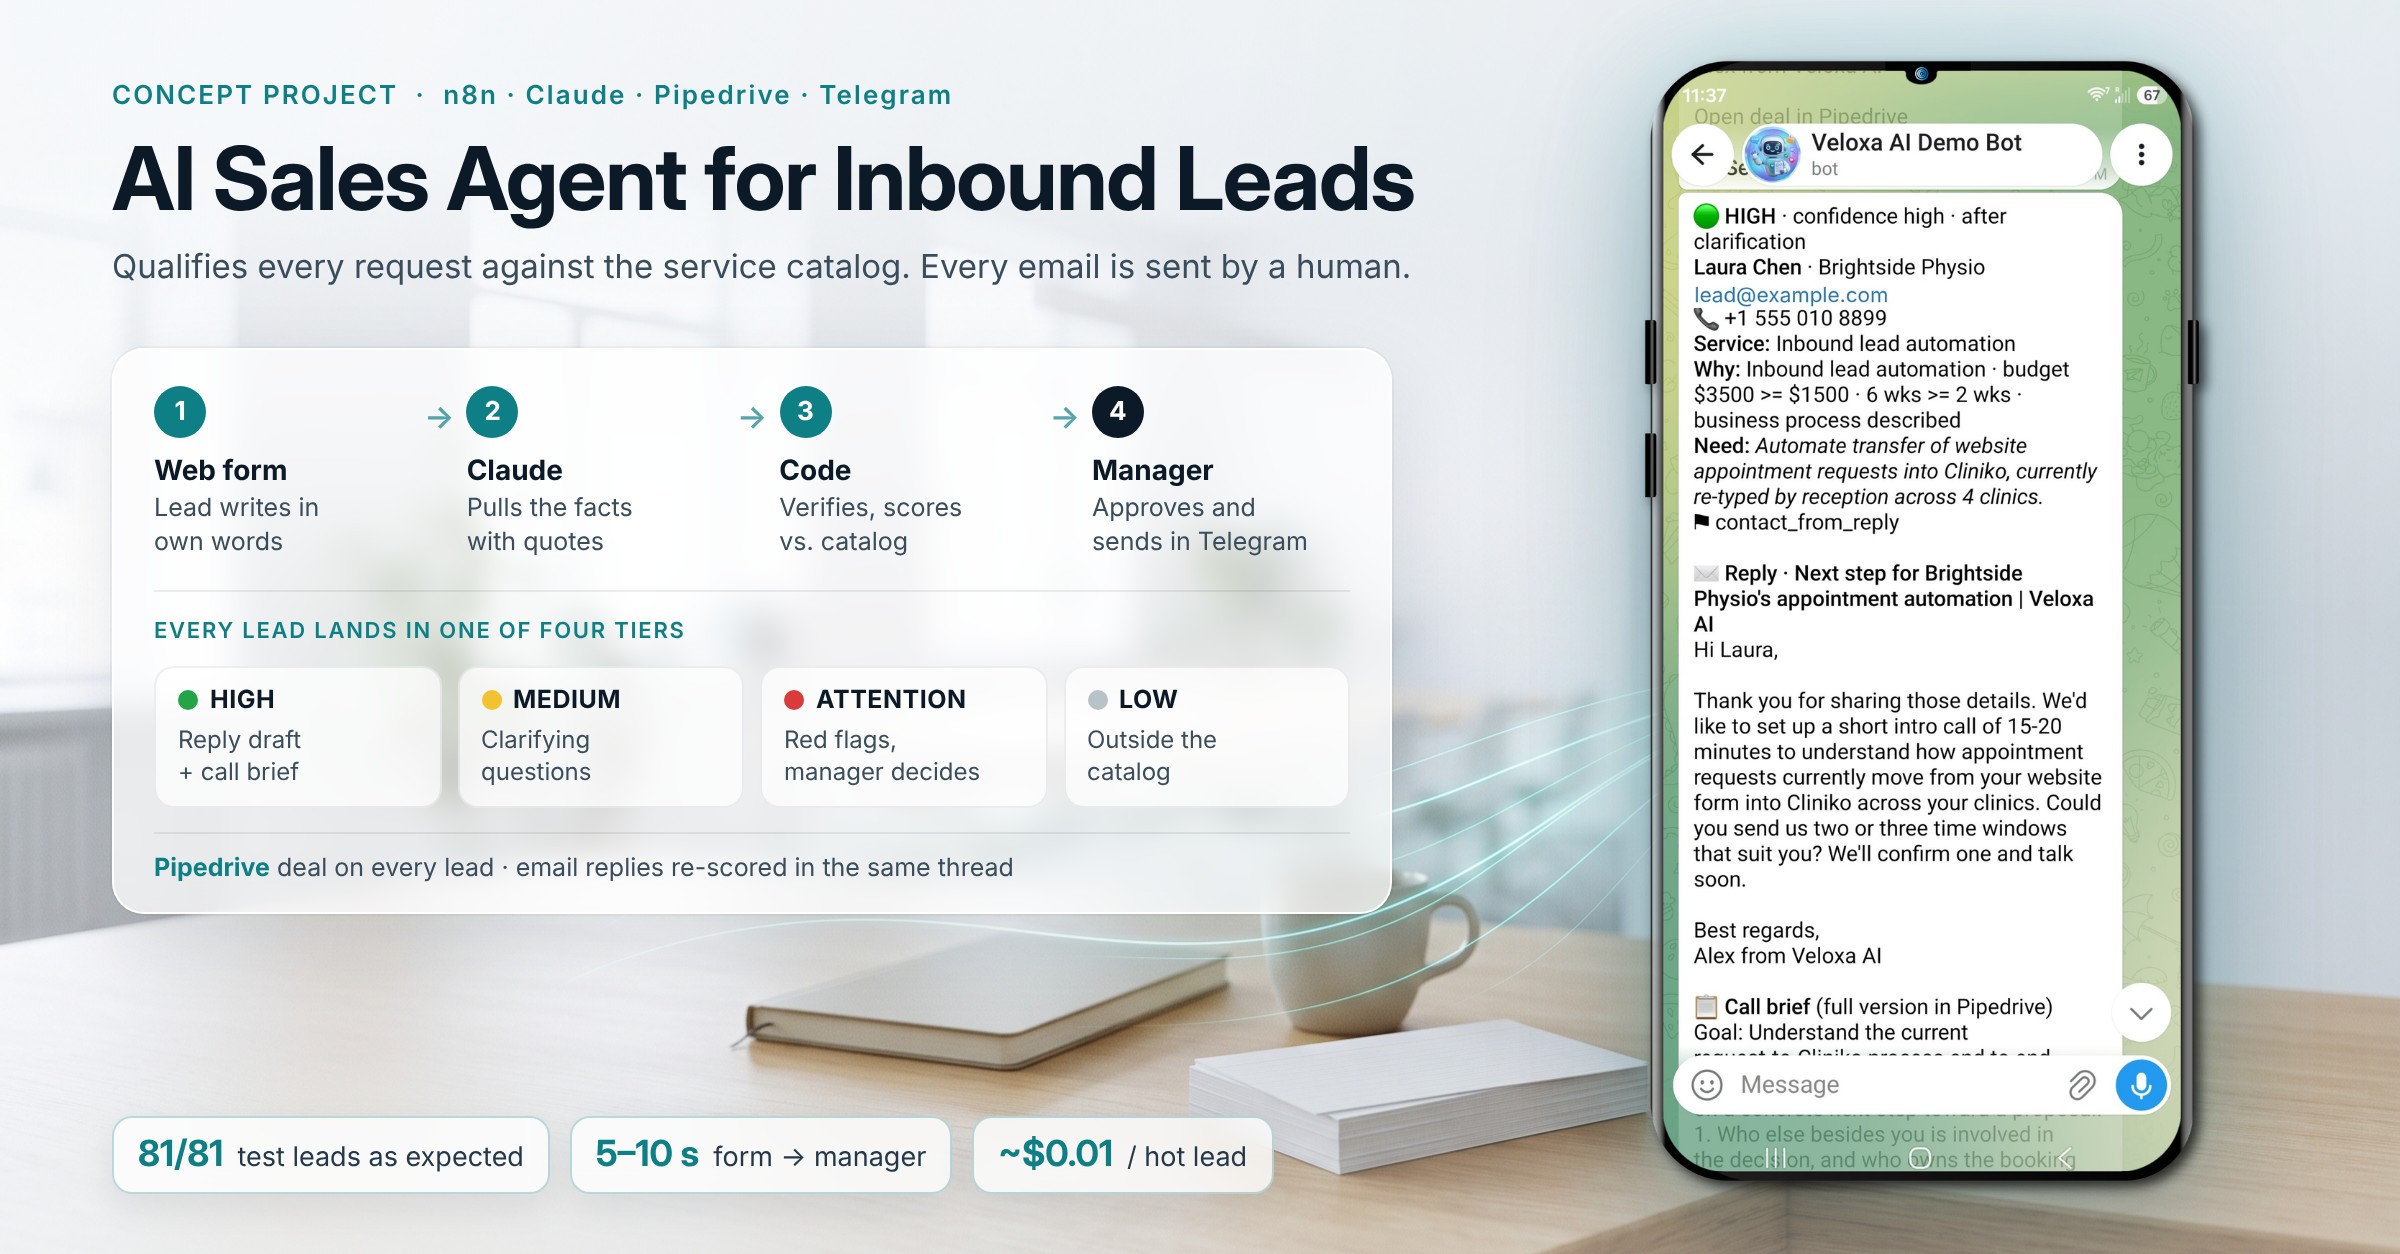 CONCEPT PROJECT · n8n · Claude · Pipedrive · Telegram
AI Sales Agent for Inbound Leads
Qualifies every request against the service catalog. Every email is sent by a human.
1
→
2
→
3
→
4
Web form
Lead writes in
own words
Claude
Pulls the facts
with quotes
Code
Verifies, scores
vs. catalog
Manager
Approves and
sends in Telegram
EVERY LEAD LANDS IN ONE OF FOUR TIERS
HIGH
Reply draft
+ call brief
MEDIUM
Clarifying
questions
ATTENTION
Red flags,
manager decides
LOW
Outside the
catalog
Pipedrive deal on every lead · email replies re-scored in the same thread
81/81 test leads as expected
5–10 s form → manager
~$0.01 / hot lead
11:37
67
Open deal in Pipedrive
Veloxa AI Demo Bot
bot
HIGH · confidence high · after
clarification
Laura Chen · Brightside Physio
lead@example.com
📞 +1 555 010 8899
Service: Inbound lead automation
Why: Inbound lead automation · budget
$3500 >= $1500 · 6 wks >= 2 wks ·
business process described
Need: Automate transfer of website
appointment requests into Cliniko, currently
re-typed by reception across 4 clinics.
⚑ contact_from_reply
✉️ Reply · Next step for Brightside
Physio's appointment automation | Veloxa
AI
Hi Laura,
Thank you for sharing those details. We'd
like to set up a short intro call of 15-20
minutes to understand how appointment
requests currently move from your website
form into Cliniko across your clinics. Could
you send us two or three time windows
that suit you? We'll confirm one and talk
soon.
Best regards,
Alex from Veloxa AI
📋 Call brief (full version in Pipedrive)
Goal: Understand the current
Message
1. Who else besides you is involved in
the decision, and who owns the booking